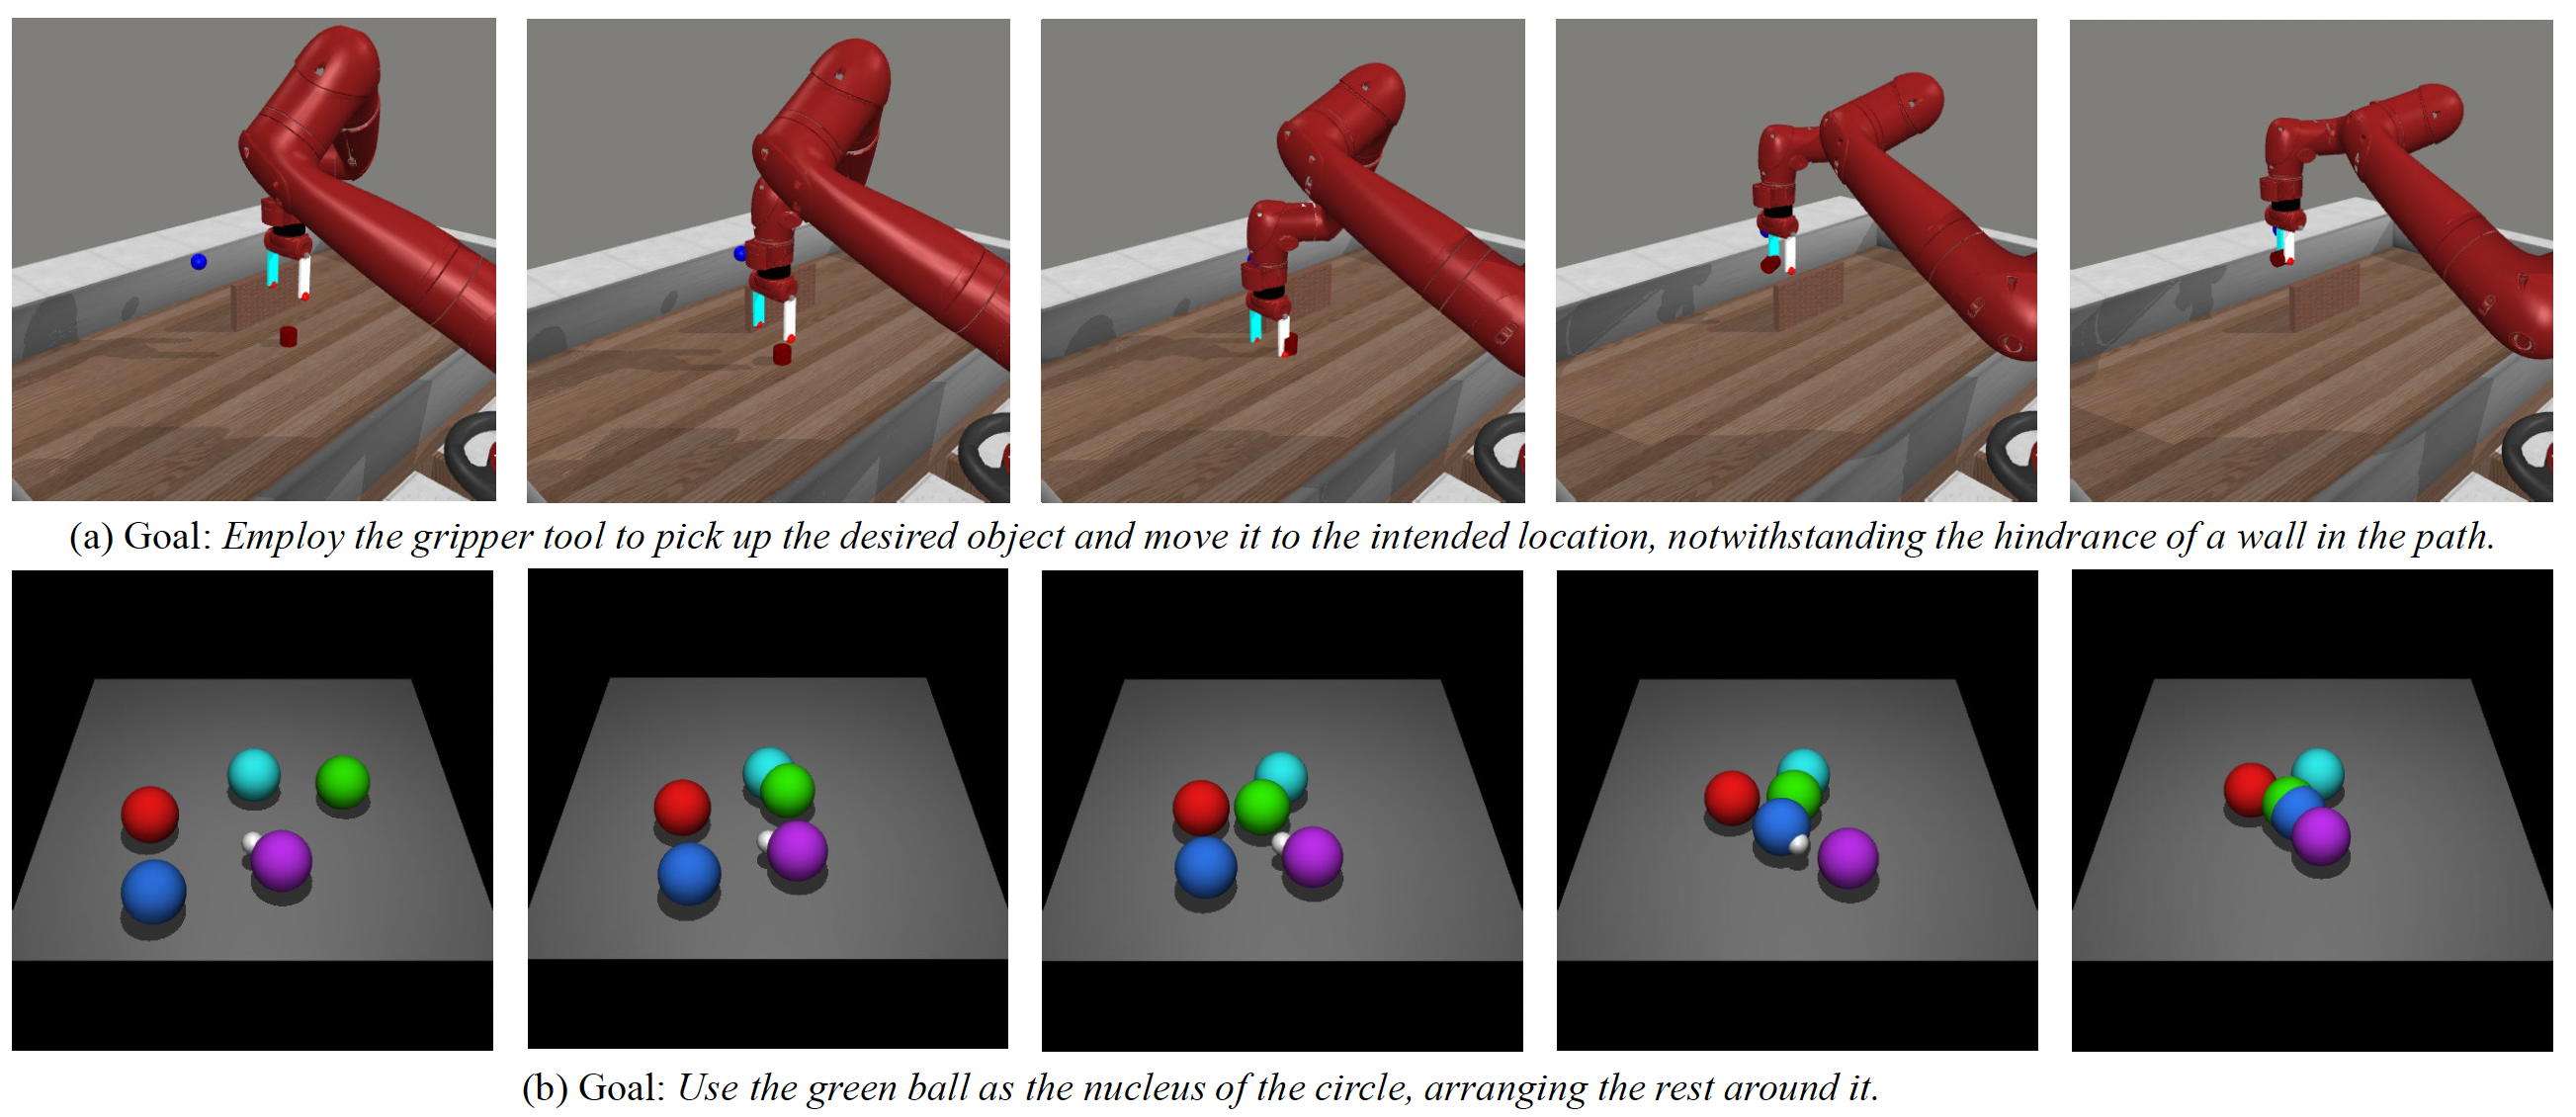 (a) Goal: Employ the gripper tool to pick up the desired object and move it to the intended location, notwithstanding the hindrance of a wall in the path.
(b) Goal: Use the green ball as the nucleus of the circle, arranging the rest around it.